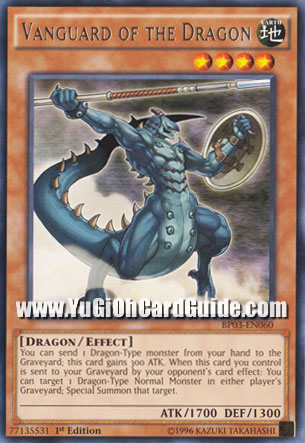 VANGUARD OF THE DRAGON
EARTH
地
www.YuGiOhCardGuide.com
BP03-EN060
[DRAGON/EFFECT]
You can send 1 Dragon-Type monster from your hand to the
Graveyard; this card gains 300 ATK. When this card you control
is sent to your Graveyard by your opponent's card effect: You
can target 1 Dragon-Type Normal Monster in either player's
Graveyard; Special Summon that target.
ATK/1700 DEF/1300
77135531 1st Edition ©1996 KAZUKI TAKAHASHI